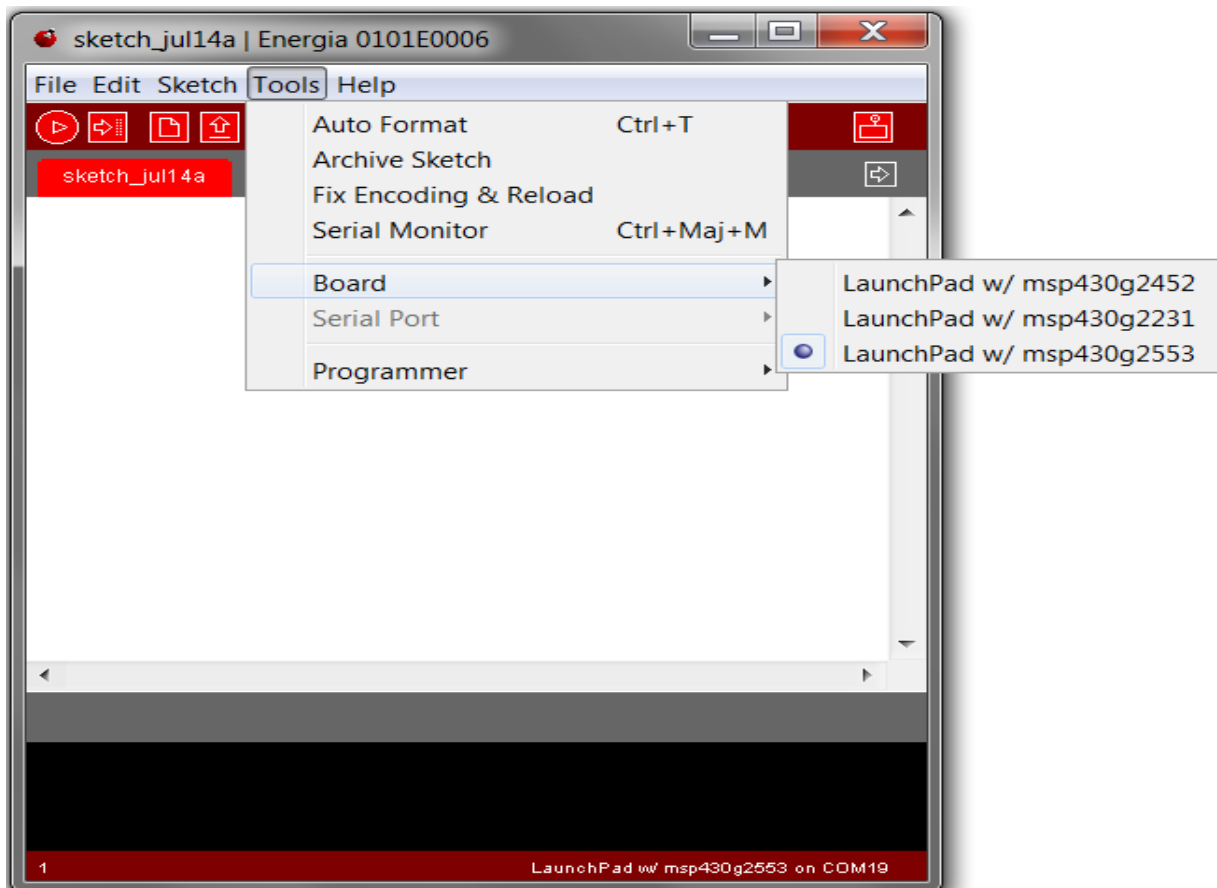 sketch_jul14a | Energia 0101E0006
File Edit Sketch Tools Help
sketch_jul14a
Auto Format Ctrl+T
Archive Sketch
Fix Encoding & Reload
Serial Monitor Ctrl+Maj+M
Board
Serial Port
Programmer
LaunchPad w/ msp430g2452
LaunchPad w/ msp430g2231
LaunchPad w/ msp430g2553
1 LaunchPad w/ msp430g2553 on COM19